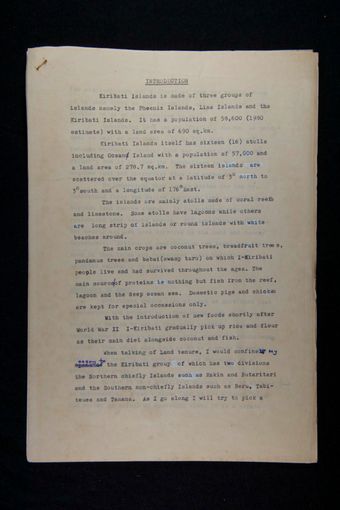 INTRODUCTION
Kiribati Islands is made of three groups of
islands namely the Phoenix Islands, Line Islands and the
Kiribati Islands. It has a population of 58,600 (1980
estimate) with a land area of 690 sq.km.
Kiribati Islands itself has sixteen (16) atolls
including Ocean Island with a population of 57,000 and
a land area of 278.7 sq.km. The sixteen islands are
scattered over the equator at a latitude of 3° north to
3°south and a longitude of 176°East.
The islands are mainly atolls made of coral reefs
and limestone. Some atolls have lagoons while others
are long strip of islands or round islands with white
beaches around.
The main crops are coconut trees, breadfruit trees,
pandanus trees and babai(swamp taro) on which I-Kiribati
people live and had survived throughout the ages. The
main source of proteins is nothing but fish from the reef,
lagoon and the deep ocean sea. Domestic pigs and chicken
are kept for special occassions only.
With the introduction of new foods shortly after
World War II I-Kiribati gradually pick up rice and flour
as their main diet alongside coconut and fish.
When talking of Land tenure, I would confine my
the Kiribati group of which has two divisions
the Northern chiefly Islands such as Makin and Butaritari
and the Southern non-chiefly Islands such as Beru, Tabi-
teuea and Tamana. As I go along I will try to pick a